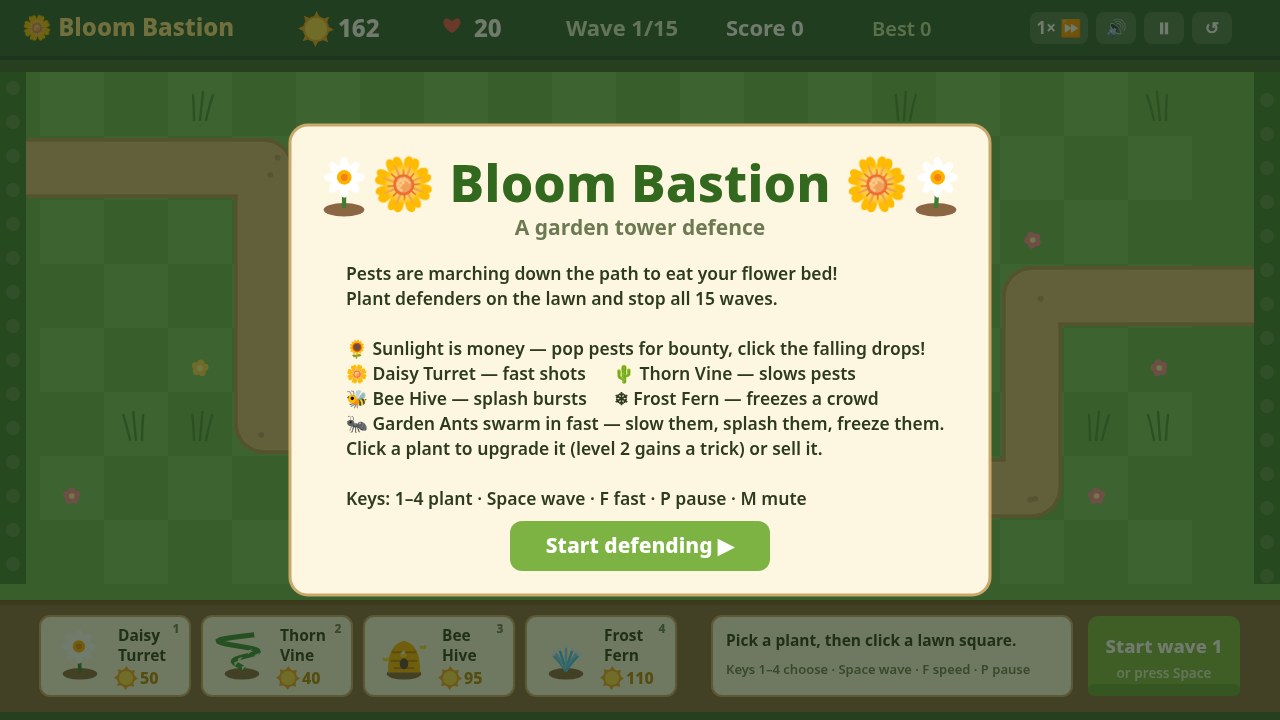 Bloom Bastion
162
20
Wave 1/15
Score 0
Best 0
1× ⏩
Bloom Bastion
A garden tower defence
Pests are marching down the path to eat your flower bed!
Plant defenders on the lawn and stop all 15 waves.
Sunlight is money — pop pests for bounty, click the falling drops!
Daisy Turret — fast shots
Thorn Vine — slows pests
Bee Hive — splash bursts
Frost Fern — freezes a crowd
Garden Ants swarm in fast — slow them, splash them, freeze them.
Click a plant to upgrade it (level 2 gains a trick) or sell it.
Keys: 1–4 plant · Space wave · F fast · P pause · M mute
Start defending ▶
Daisy Turret
1
50
Thorn Vine
2
40
Bee Hive
3
95
Frost Fern
4
110
Pick a plant, then click a lawn square.
Keys 1–4 choose · Space wave · F speed · P pause
Start wave 1
or press Space